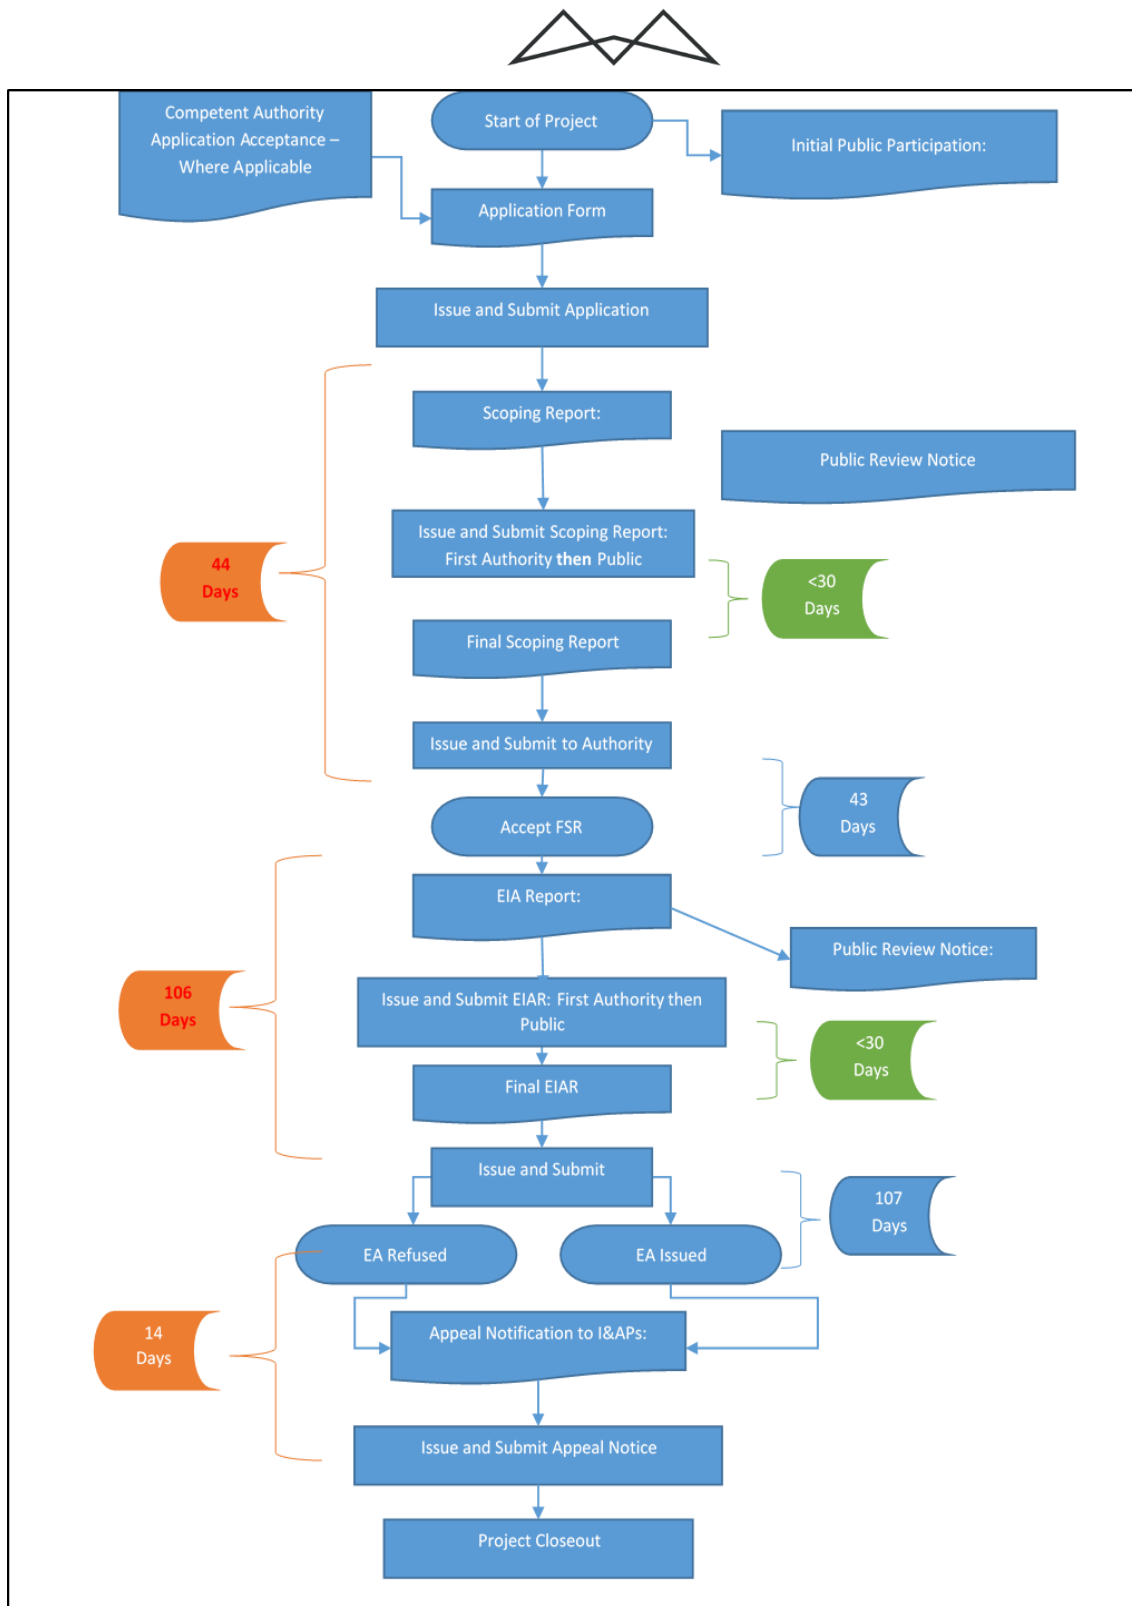 Competent Authority
Application Acceptance –
Where Applicable
Start of Project
Initial Public Participation:
Application Form
Issue and Submit Application
Scoping Report:
Public Review Notice
Issue and Submit Scoping Report:
First Authority then Public
44
Days
<30
Days
Final Scoping Report
Issue and Submit to Authority
43
Days
Accept FSR
EIA Report:
Public Review Notice:
106
Days
Issue and Submit EIAR: First Authority then
Public
<30
Days
Final EIAR
Issue and Submit
107
Days
EA Refused
EA Issued
14
Days
Appeal Notification to I&APs:
Issue and Submit Appeal Notice
Project Closeout